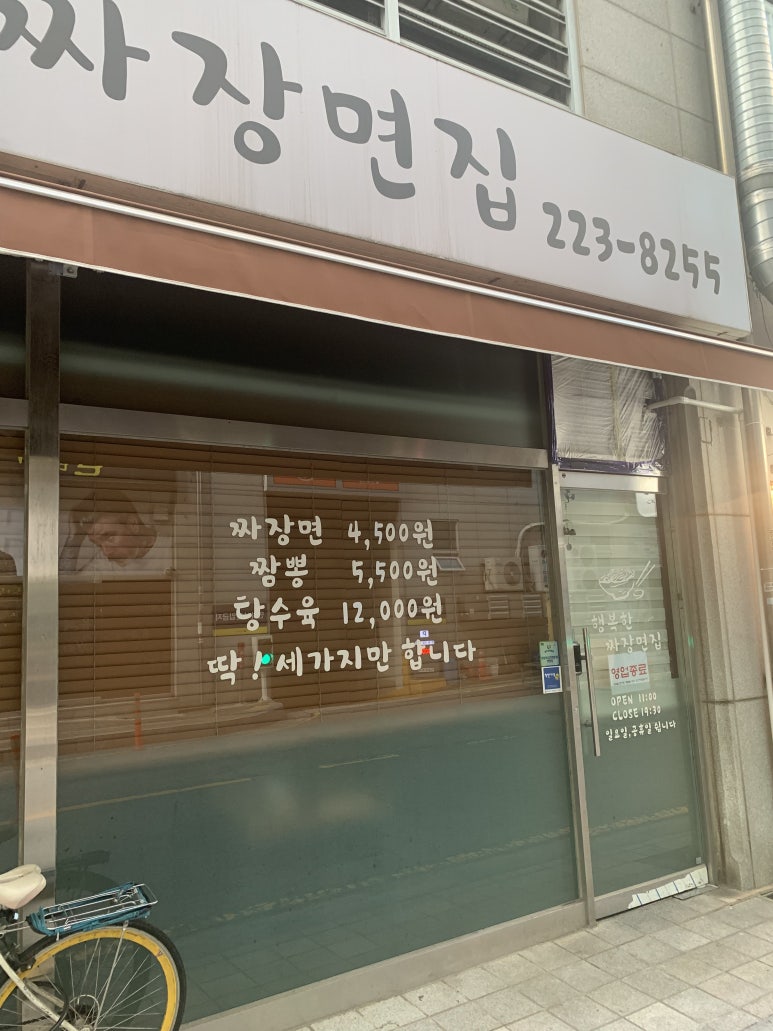 짜장면집 223-8255
짜장면 4,500원
짬뽕 5,500원
탕수육 12,000원
딱! 세가지만 합니다
행복한
짜장면집
영업종료
OPEN 11:00
CLOSE 19:30
일요일,공휴일 쉽니다